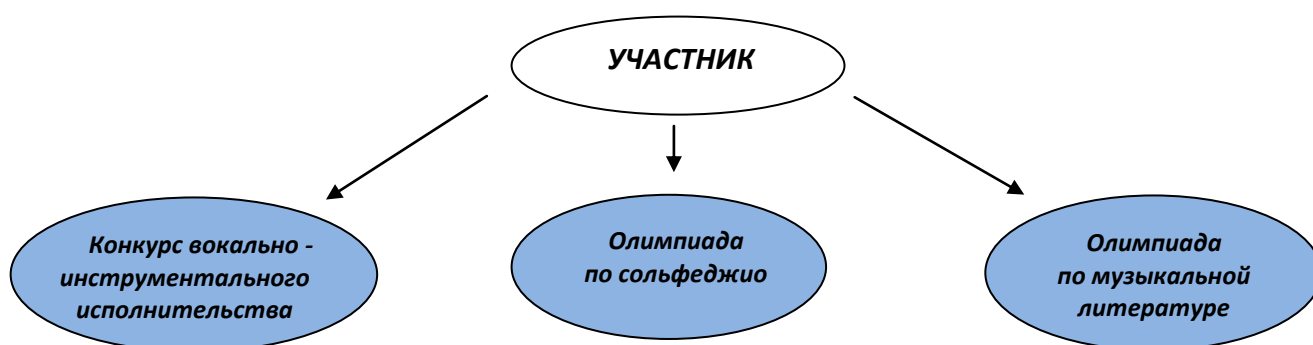 УЧАСТНИК
Конкурс вокально -
инструментального
исполнительства
Олимпиада
по сольфеджио
Олимпиада
по музыкальной
литературе